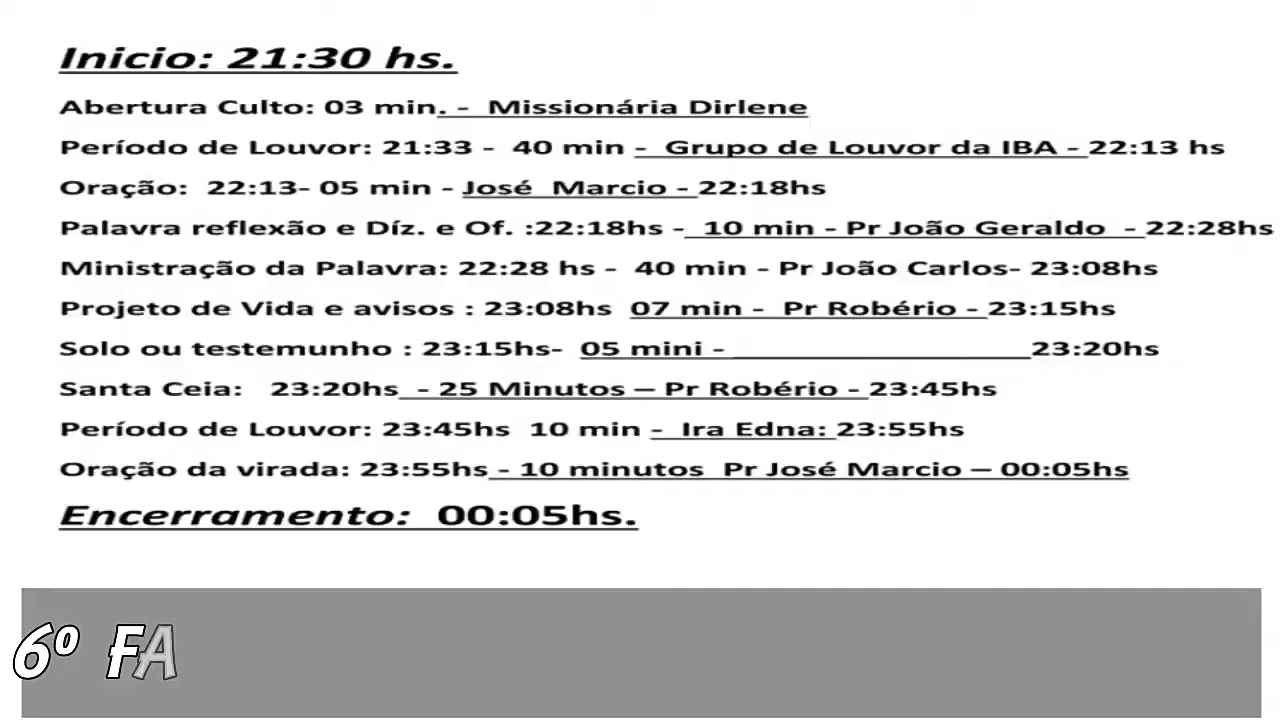 Inicio: 21:30 hs.
Abertura Culto: 03 min. - Missionária Dirlene
Período de Louvor: 21:33 - 40 min - Grupo de Louvor da IBA - 22:13 hs
Oração: 22:13- 05 min - José Marcio - 22:18hs
Palavra reflexão e Díz. e Of. :22:18hs - 10 min - Pr João Geraldo - 22:28hs
Ministração da Palavra: 22:28 hs - 40 min - Pr João Carlos- 23:08hs
Projeto de Vida e avisos : 23:08hs 07 min - Pr Robério - 23:15hs
Solo ou testemunho : 23:15hs- 05 mini - ____________________23:20hs
Santa Ceia: 23:20hs - 25 Minutos – Pr Robério - 23:45hs
Período de Louvor: 23:45hs 10 min - Ira Edna: 23:55hs
Oração da virada: 23:55hs - 10 minutos Pr José Marcio – 00:05hs
Encerramento: 00:05hs.
6º FA